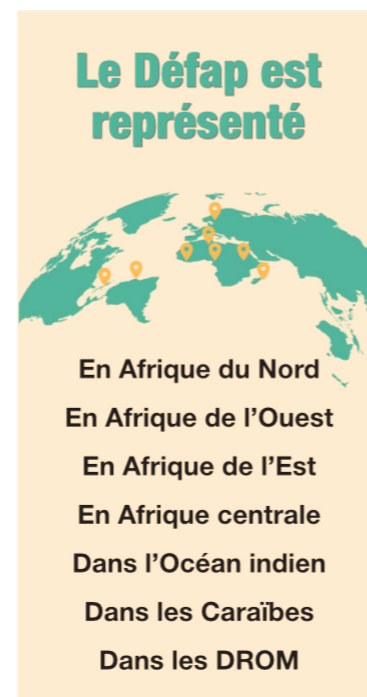 Le Défap est
représenté
En Afrique du Nord
En Afrique de l’Ouest
En Afrique de l’Est
En Afrique centrale
Dans l’Océan indien
Dans les Caraïbes
Dans les DROM